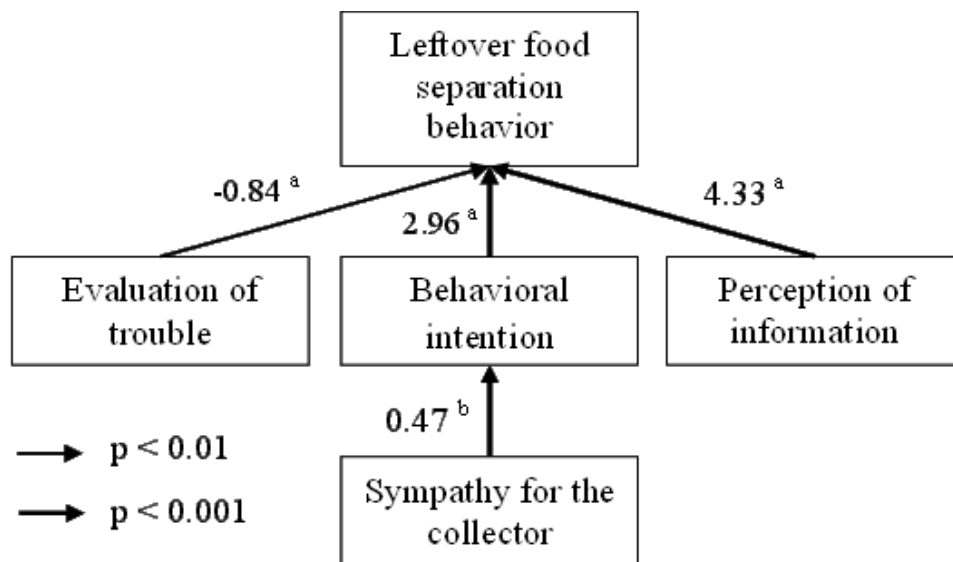 Leftover food
separation
behavior
-0.84 a
2.96 a
4.33 a
Evaluation of
trouble
Behavioral
intention
Perception of
information
0.47 b
p < 0.01
p < 0.001
Sympathy for the
collector